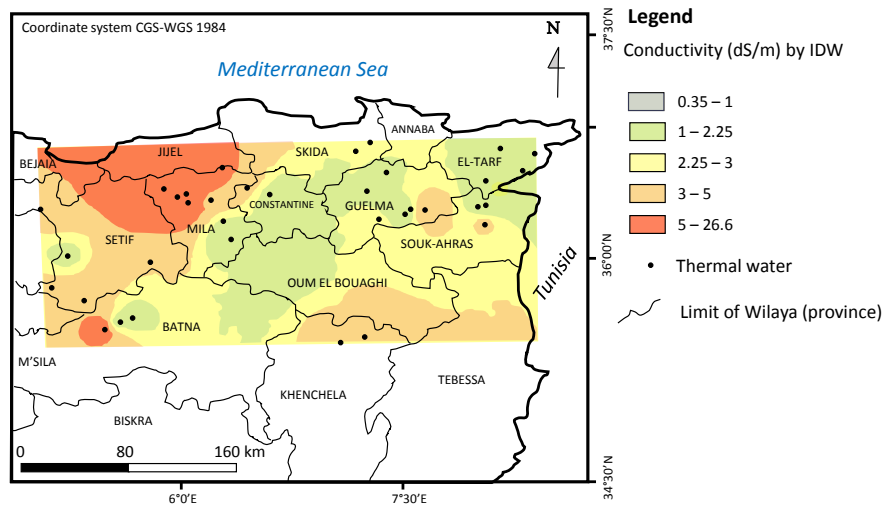 Coordinate system CGS-WGS 1984
N
Mediterranean Sea
ANNABA
JIJEL
SKIDA
EL-TARF
BEJAIA
CONSTANTINE
GUELMA
MILA
SETIF
SOUK-AHRAS
Tunisia
OUM EL BOUAGHI
BATNA
M'SILA
KHENCHELA
TEBESSA
BISKRA
0 80 160 km
6°0′E 7°30′E
37°30′N
36°00′N
34°30′N
Legend
Conductivity (dS/m) by IDW
0.35 – 1
1 – 2.25
2.25 – 3
3 – 5
5 – 26.6
Thermal water
Limit of Wilaya (province)